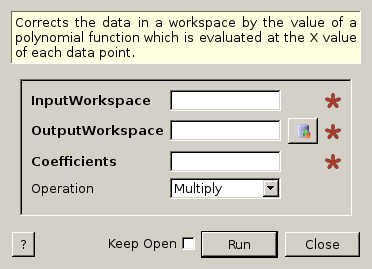 Corrects the data in a workspace by the value of a
polynomial function which is evaluated at the X value
of each data point.
InputWorkspace
OutputWorkspace
Coefficients
Operation Multiply
? Keep Open Run Close